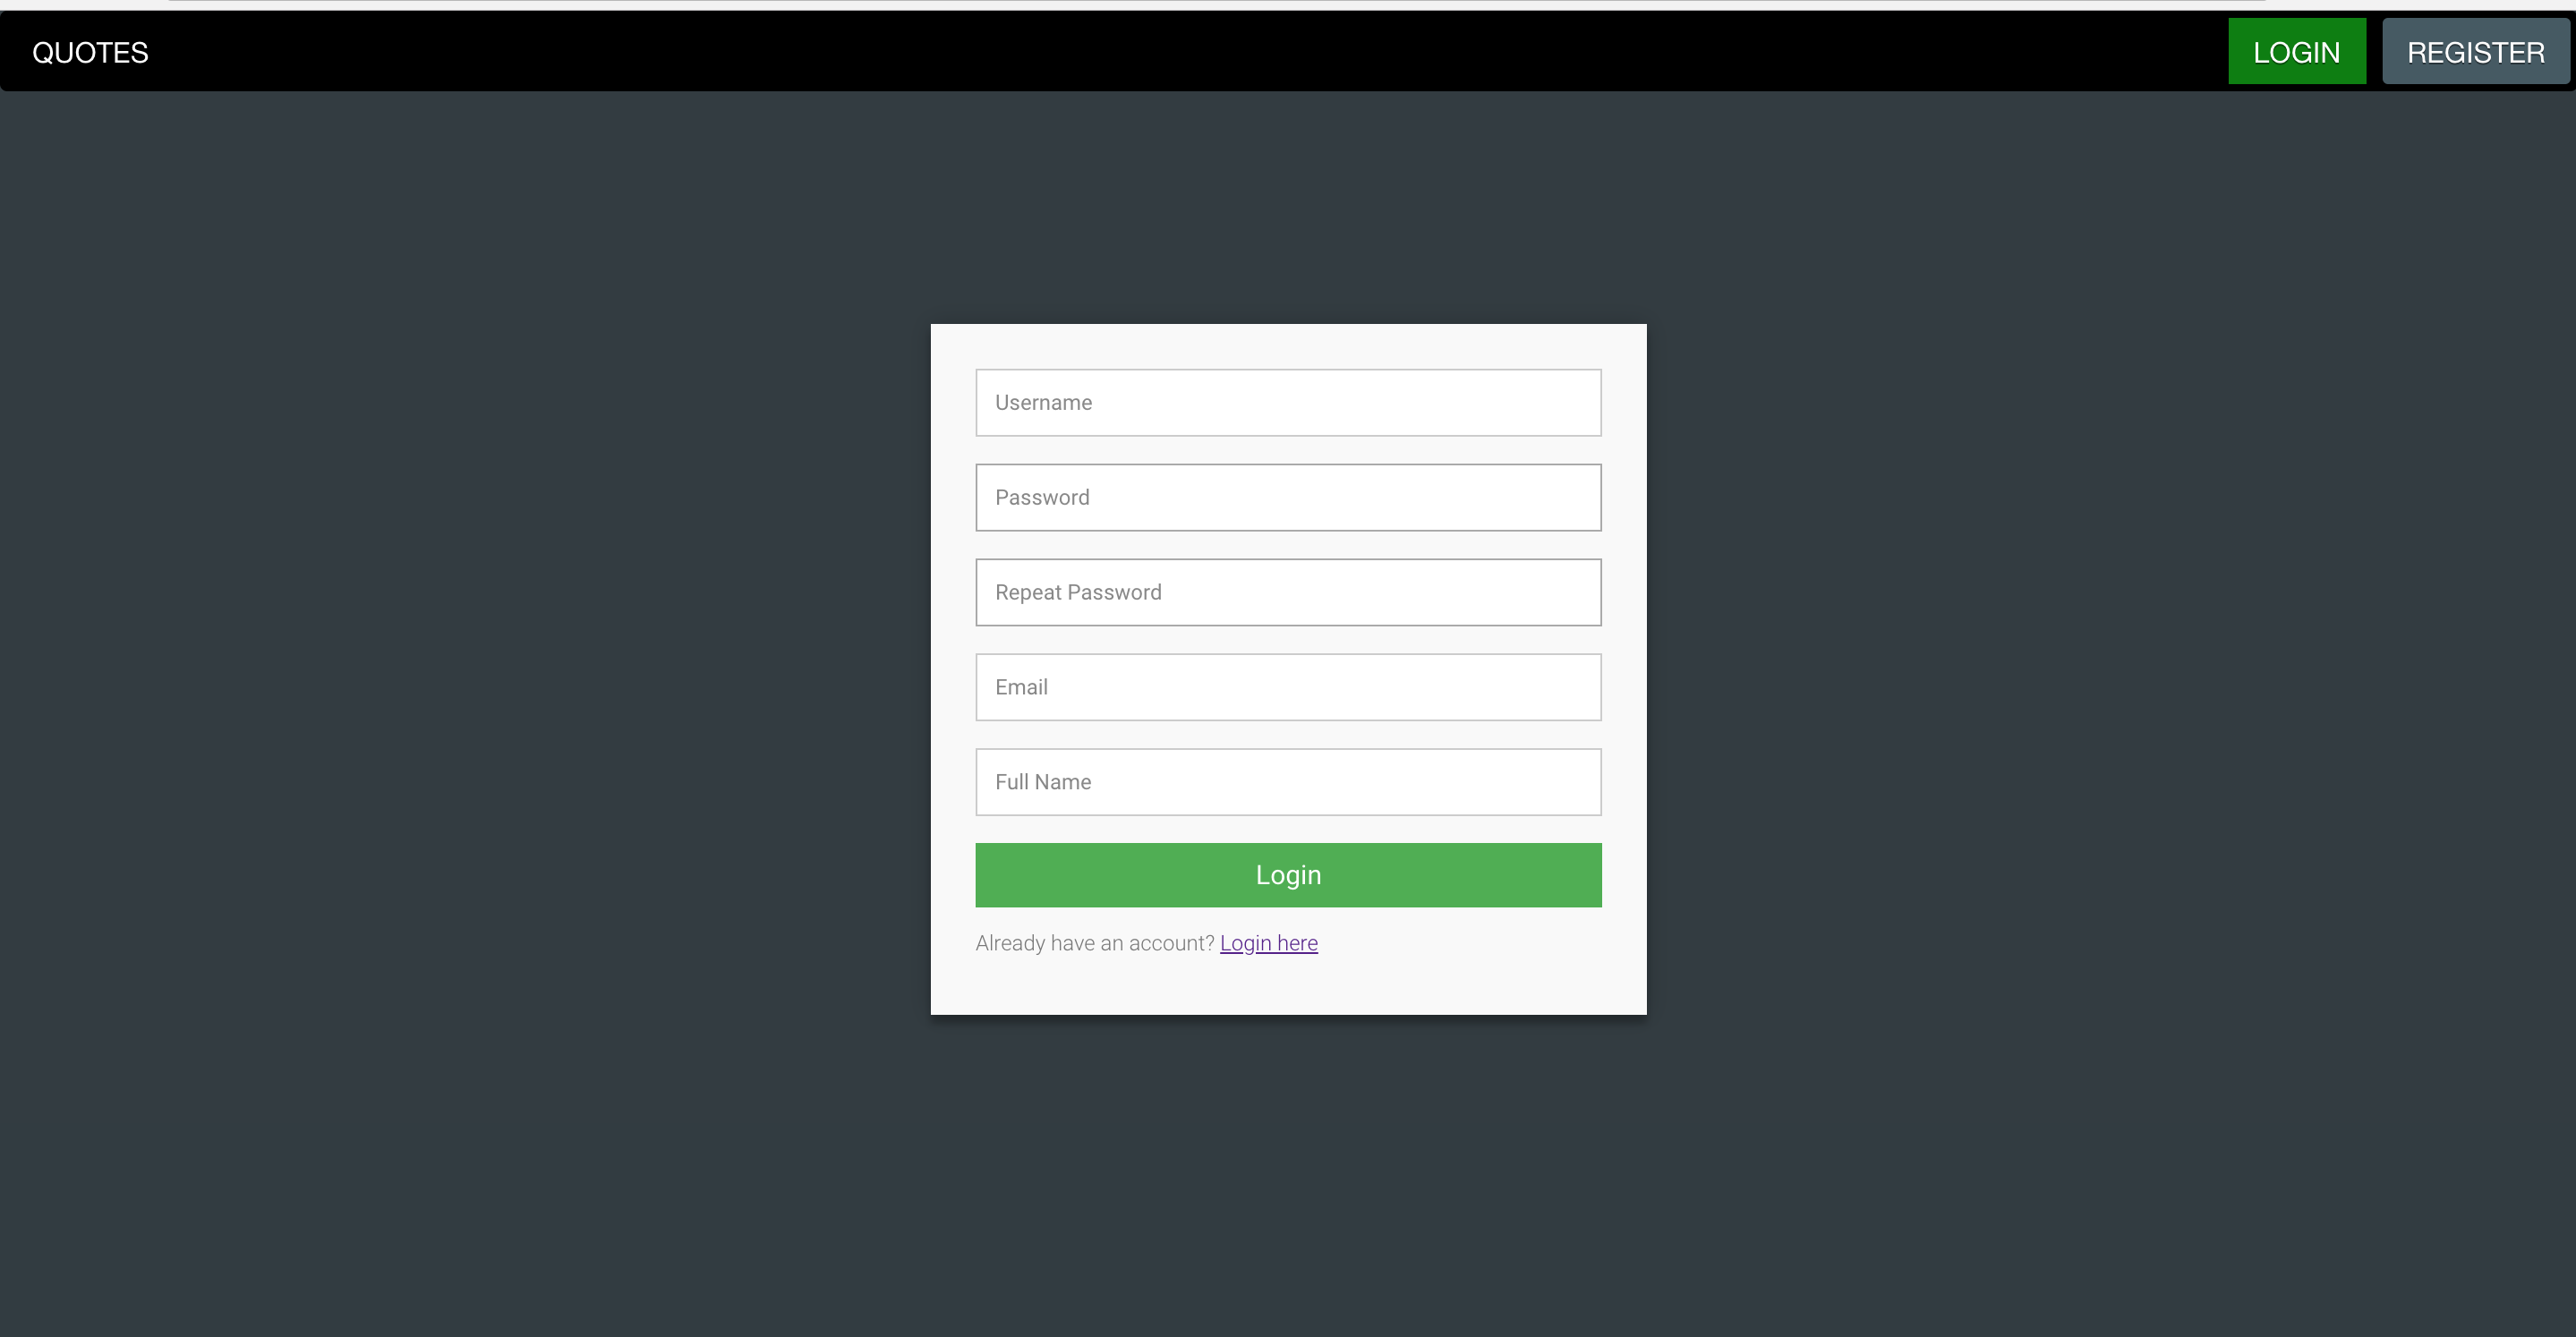 QUOTES LOGIN REGISTER
Username
Password
Repeat Password
Email
Full Name
Login
Already have an account? Login here